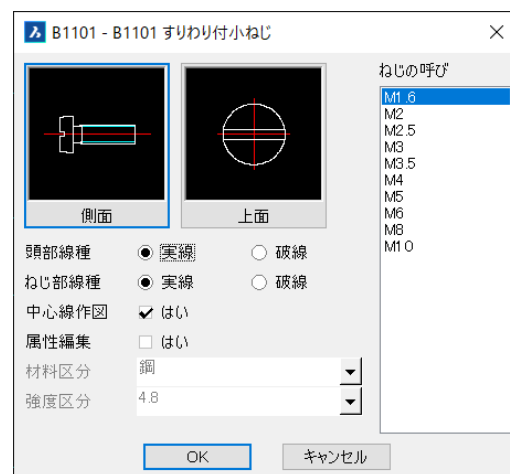 B1101 - B1101 すりわり付小ねじ
側面
上面
頭部線種 実線 破線
ねじ部線種 実線 破線
中心線作図 はい
属性編集 はい
材料区分 鋼
強度区分 4.8
ねじの呼び
M1.6
M2
M2.5
M3
M3.5
M4
M5
M6
M8
M10
OK キャンセル